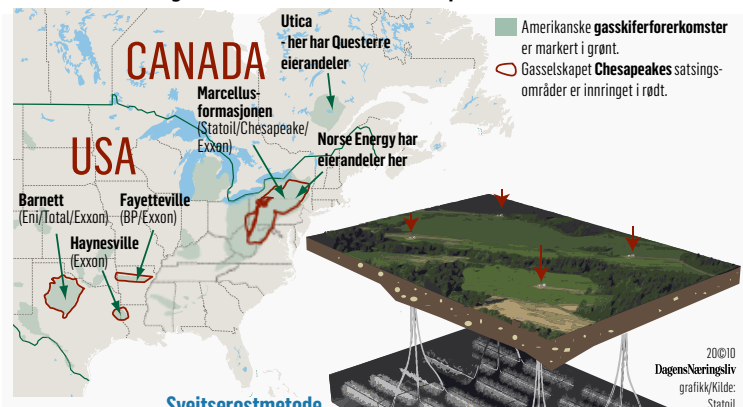 Utica
- her har Questerre
eierandeler
Amerikanske gasskiferforerkomster
er markert i grønt.
Gasselskapet Chesapeakes satsings-
områder er innringet i rødt.
CANADA
Marcellus-
formasjonen
(Statoil/Chesapeake/
Exxon)
Norse Energy har
eierandeler her
USA
Barnett
(Eni/Total/Exxon)
Fayetteville
(BP/Exxon)
Haynesville
(Exxon)
20©10
DagensNæringsliv
grafikk/Kilde:
Statoil
Sveitserostmetode